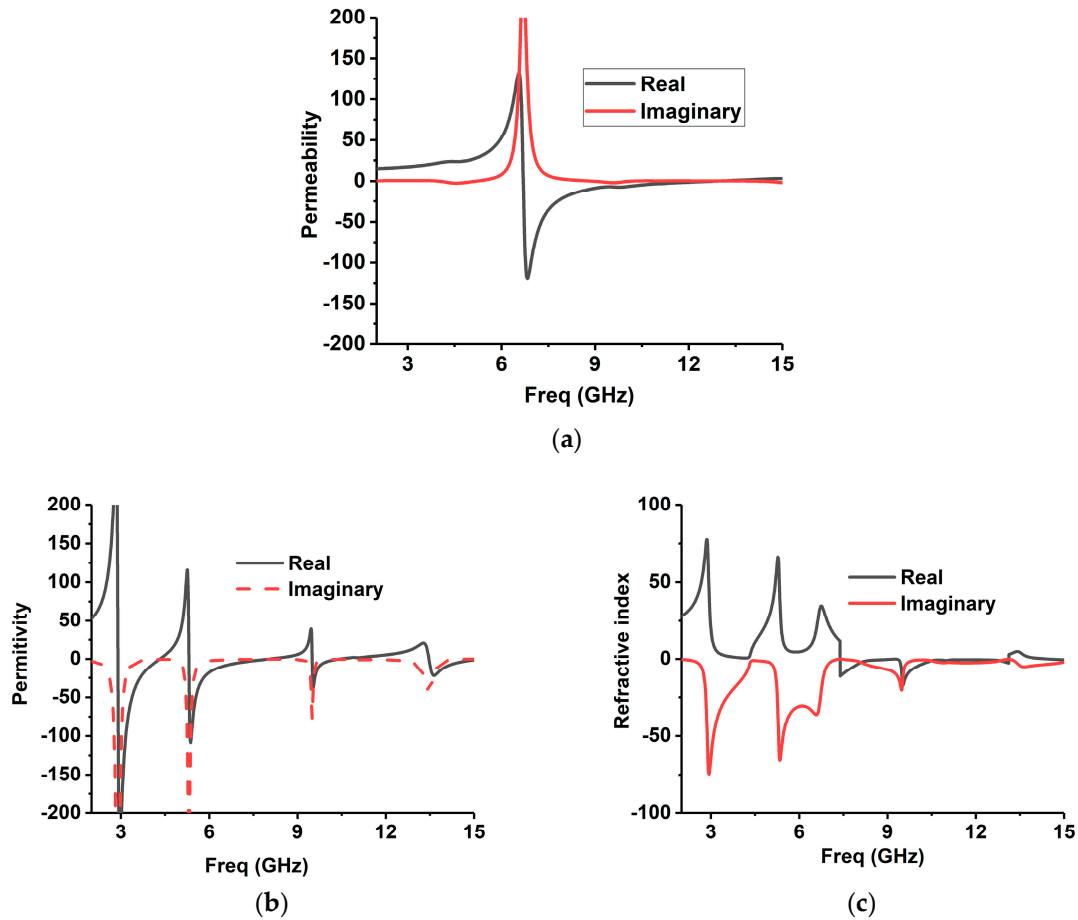 200
150
100
50
0
-50
-100
-150
-200
Permeability
Real
Imaginary
3 6 9 12 15
Freq (GHz)
(a)
200
150
100
50
0
-50
-100
-150
-200
Permitivity
Real
Imaginary
3 6 9 12 15
Freq (GHz)
(b)
100
50
0
-50
-100
Refractive index
Real
Imaginary
3 6 9 12 15
Freq (GHz)
(c)